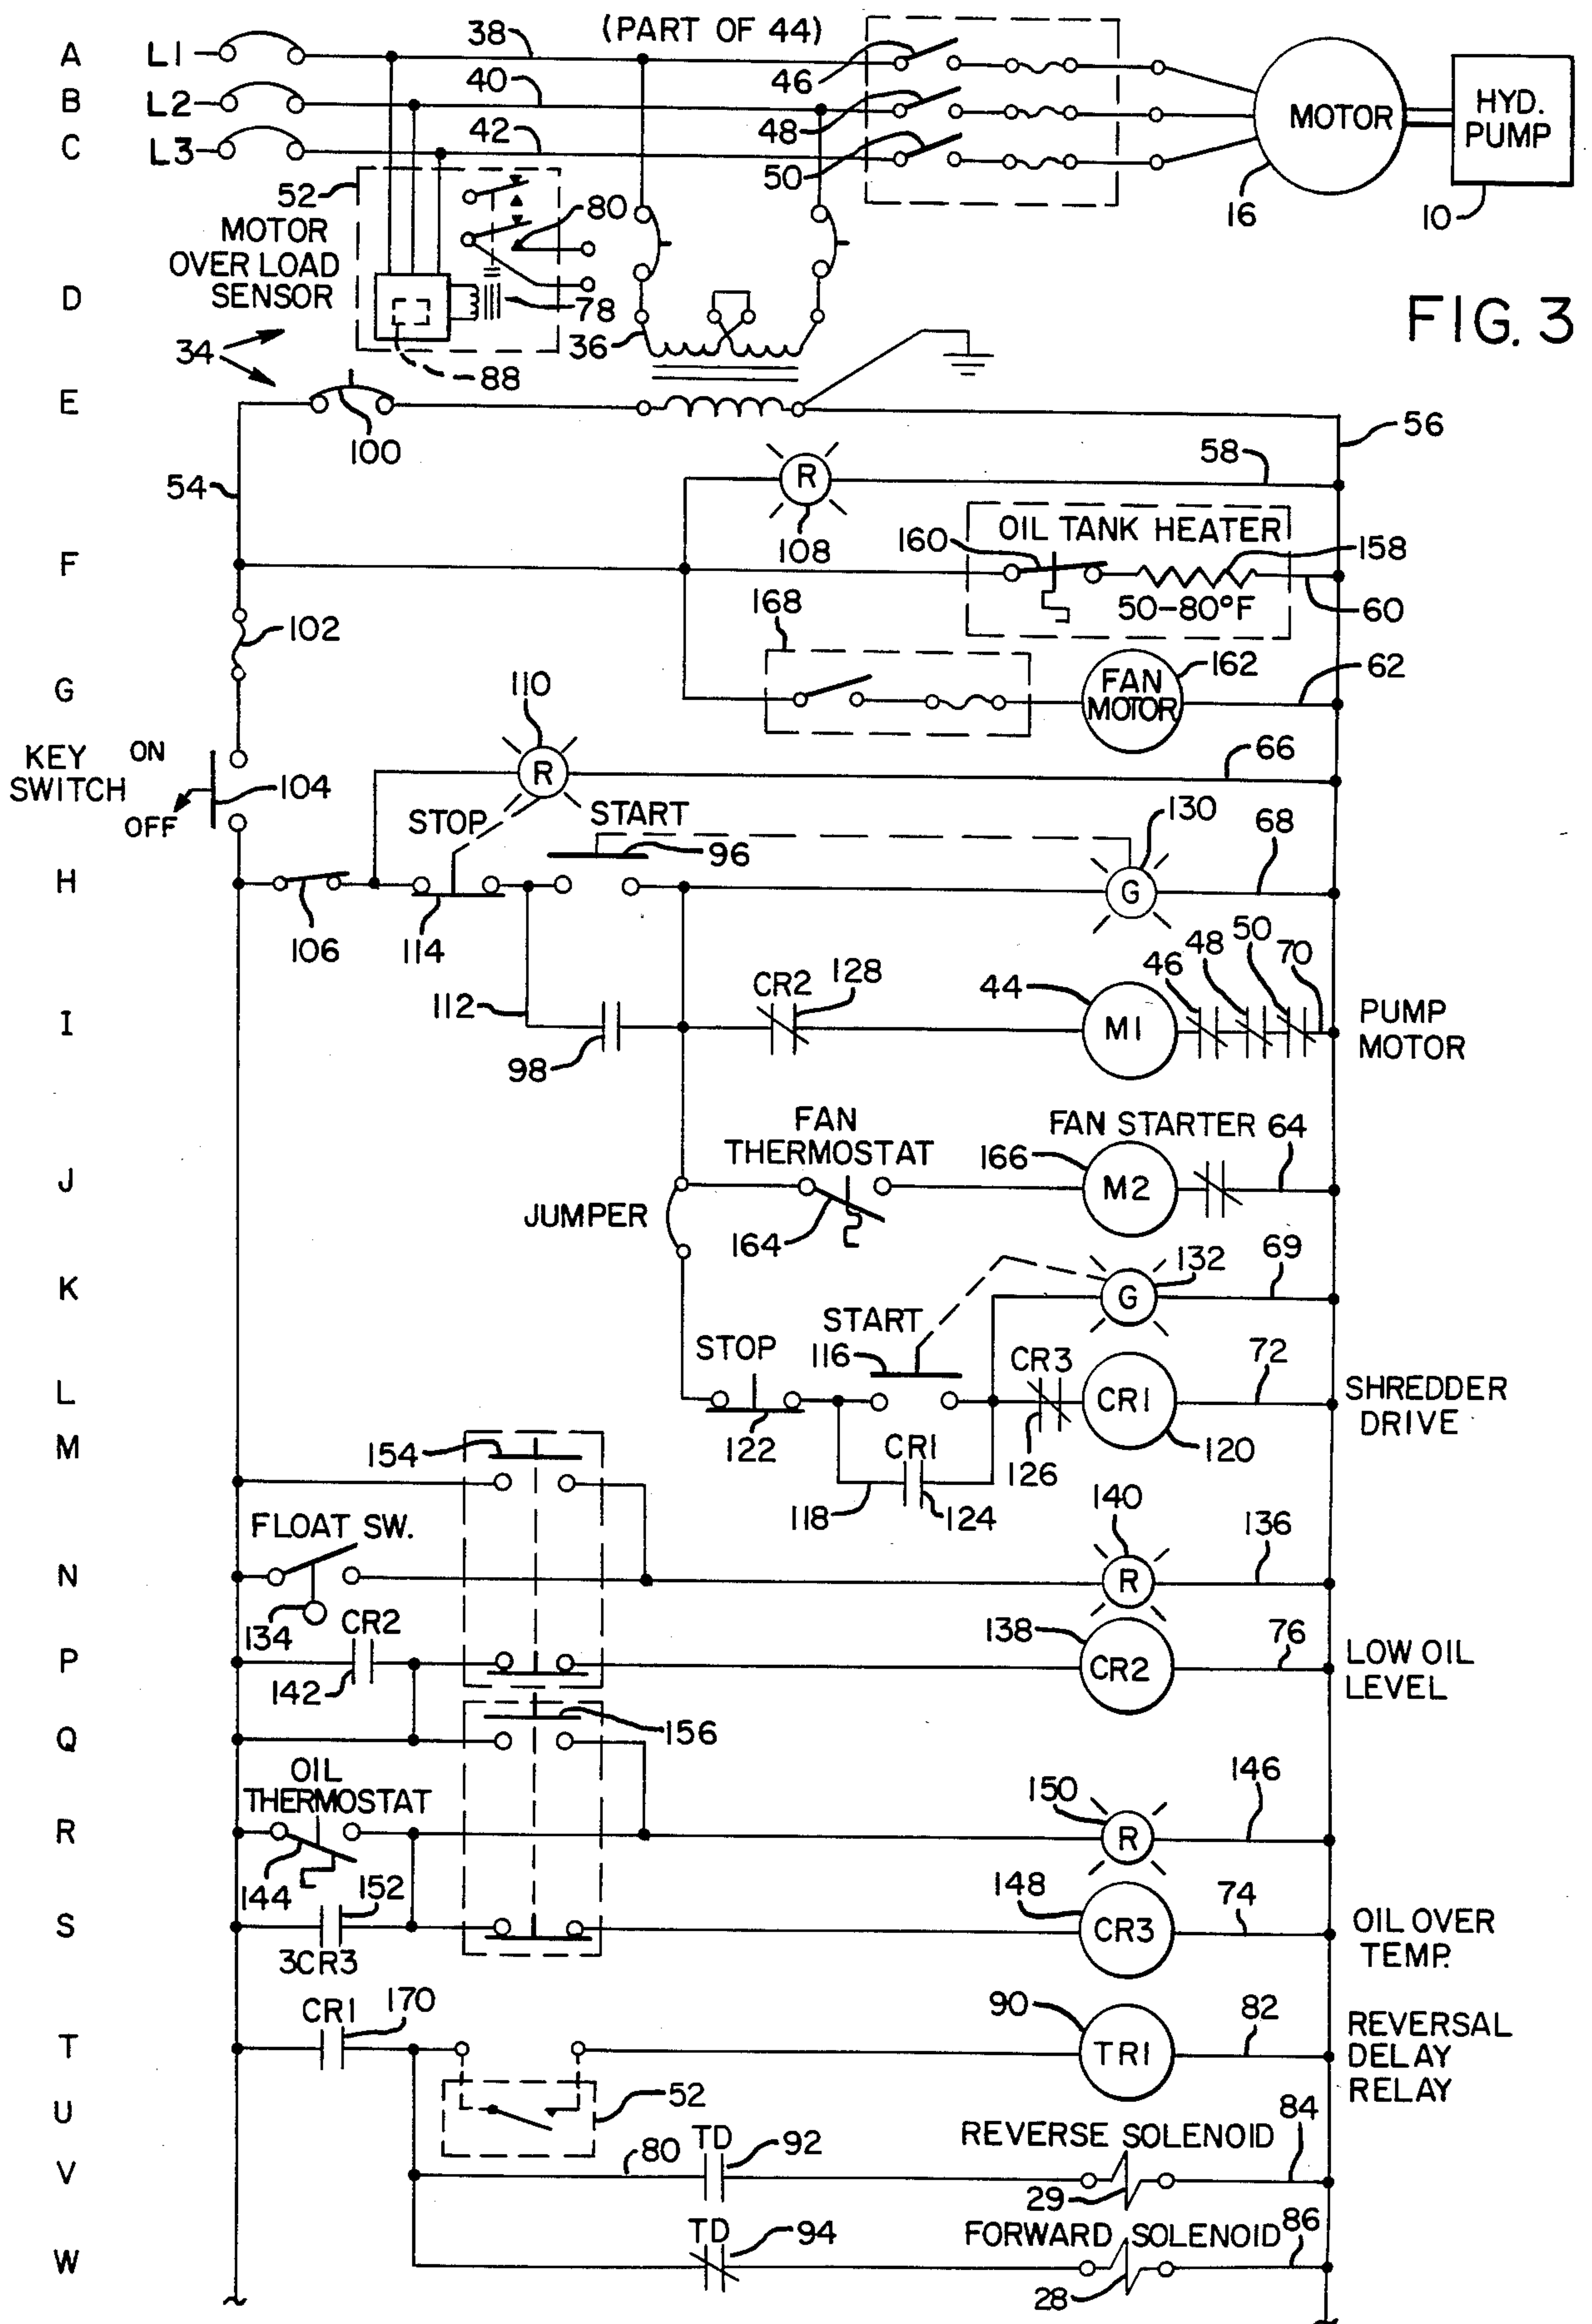 (PART OF 44)
A L1 38 46
B L2 40 48 MOTOR HYD. PUMP
C L3 42 50 16 10
52 80
MOTOR
OVERLOAD
SENSOR
D 78 36
FIG. 3
34 88
E 100 56
54 58
R
108
OIL TANK HEATER
F 160 158
50-80°F 60
102 168
G 110 FAN MOTOR 162 62
KEY SWITCH ON 104 R 66
OFF STOP START 130
96 68
H G
106 114
112 CR2 128 44 46 48 50 70
I M1 PUMP MOTOR
98
FAN THERMOSTAT FAN STARTER 64
166
J M2
JUMPER 164
K 132 69
G
START
STOP 116 CR3 72
L CR1 SHREDDER DRIVE
122 CR1 126 120
M 154
118 124 140
FLOAT SW. 136
N R
134 CR2 138 76
P CR2 LOW OIL LEVEL
142
Q 156
OIL THERMOSTAT 150 146
R R
144 152 148 74
S CR3 OIL OVER TEMP.
3CR3
CR1 170 90 82
T TR1 REVERSAL DELAY RELAY
U 52 84
TD 92 REVERSE SOLENOID
V 80 29
TD 94 FORWARD SOLENOID 86
W 28